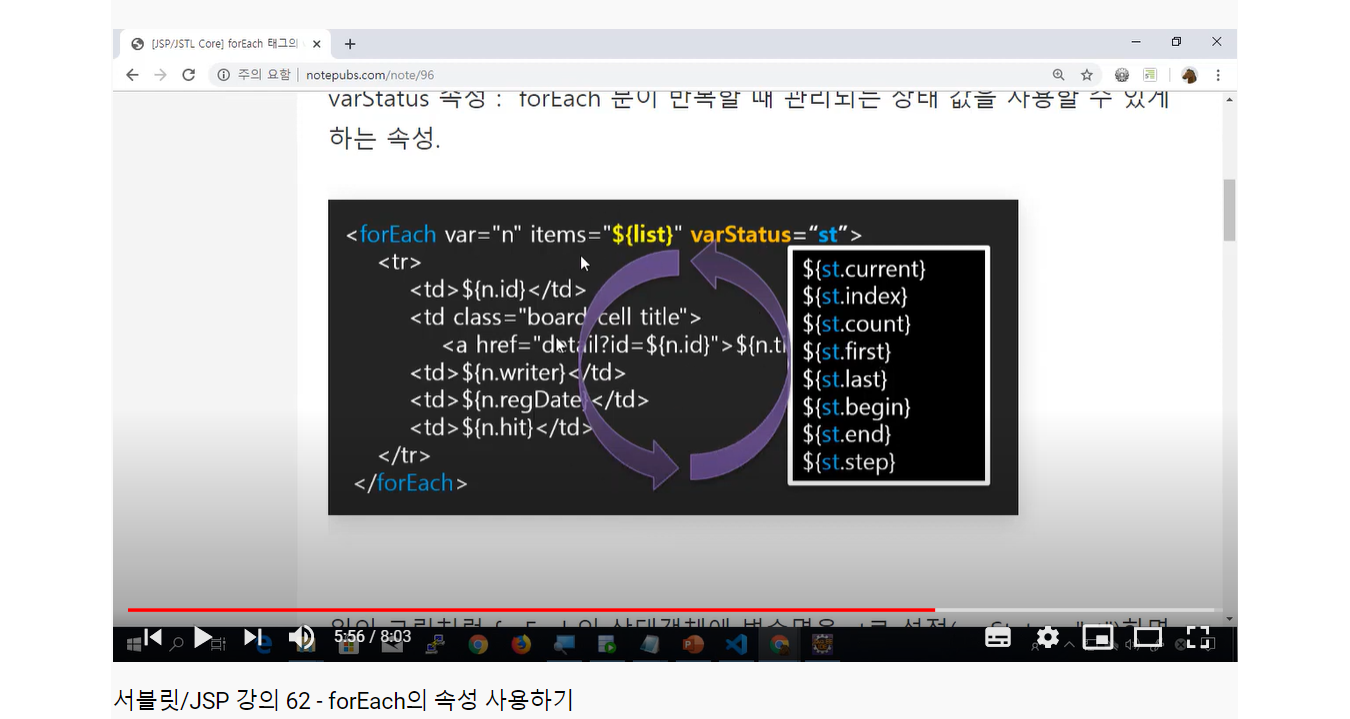 [JSP/JSTL Core] forEach 태그의
주의 요함 | notepubs.com/note/96
varStatus 속성 : forEach 문이 반복할 때 관리되는 상태 값을 사용할 수 있게
하는 속성.
<forEach var="n" items="${list}" varStatus=“st”>
<tr>
<td>${n.id}</td>
<td class="board-cell title">
<a href="detail?id=${n.id}">${n.ti
<td>${n.writer}</td>
<td>${n.regDate}</td>
<td>${n.hit}</td>
</tr>
</forEach>
${st.current}
${st.index}
${st.count}
${st.first}
${st.last}
${st.begin}
${st.end}
${st.step}
5:56 / 8:03
서블릿/JSP 강의 62 - forEach의 속성 사용하기